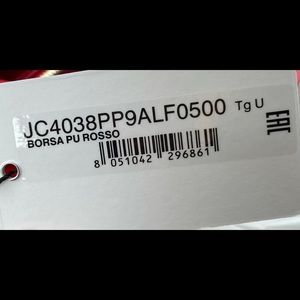 JC4038PP9ALF0500 Tg U
BORSA PU ROSSO
8 051042 296861
EAC